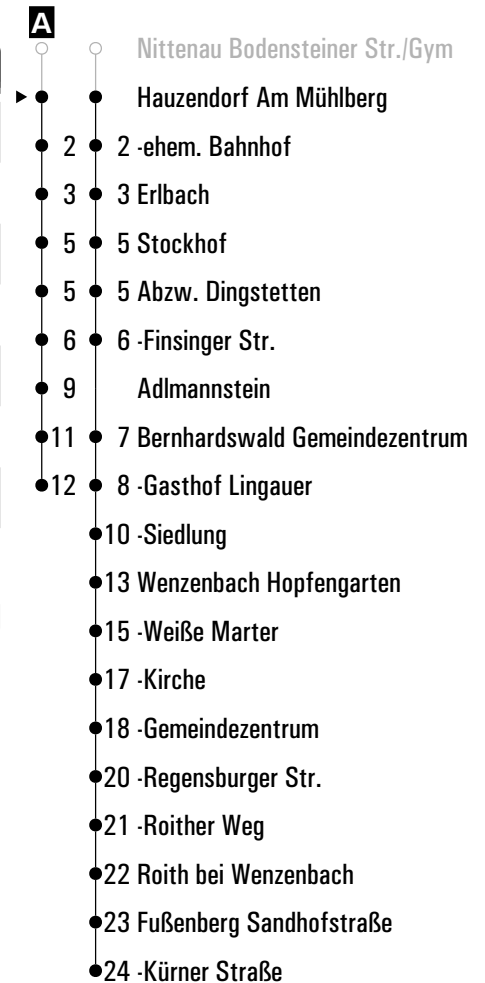 A
Nittenau Bodensteiner Str./Gym
Hauzendorf Am Mühlberg
2 2 -ehem. Bahnhof
3 3 Erlbach
5 5 Stockhof
5 5 Abzw. Dingstetten
6 6 -Finsinger Str.
9 Adlmannstein
11 7 Bernhardswald Gemeindezentrum
12 8 -Gasthof Lingauer
10 -Siedlung
13 Wenzenbach Hopfengarten
15 -Weiße Marter
17 -Kirche
18 -Gemeindezentrum
20 -Regensburger Str.
21 -Roither Weg
22 Roith bei Wenzenbach
23 Fußenberg Sandhofstraße
24 -Kürner Straße